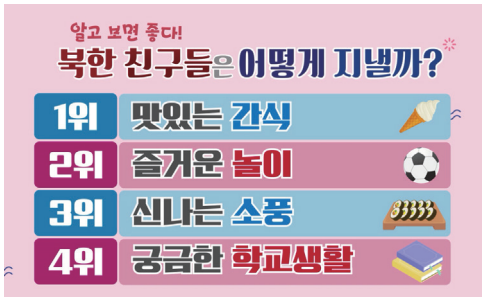 알고 보면 좋다!
북한 친구들은 어떻게 지낼까?
1위 맛있는 간식
2위 즐거운 놀이
3위 신나는 소풍
4위 궁금한 학교생활